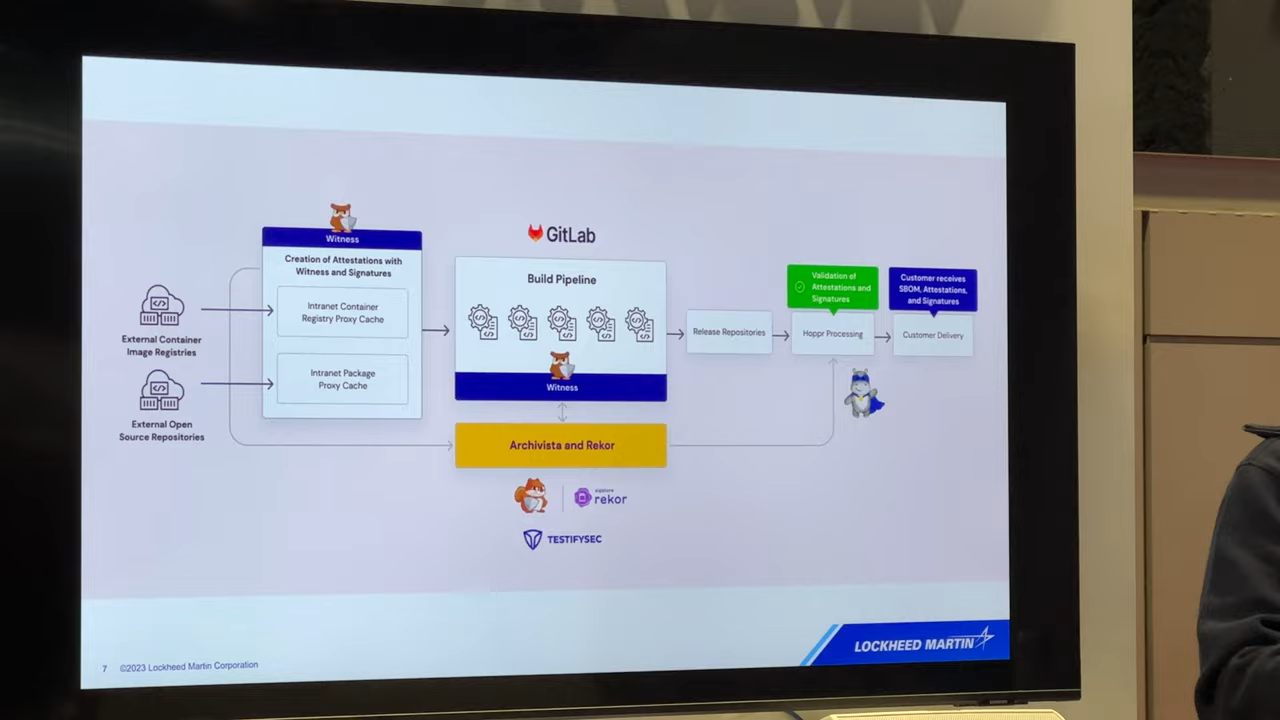 Witness
Creation of Attestations with
Witness and Signatures
Intranet Container
Registry Proxy Cache
Intranet Package
Proxy Cache
External Container
Image Registries
External Open
Source Repositories
GitLab
Build Pipeline
Witness
Archivista and Rekor
sigstore
rekor
TESTIFYSEC
Release Repositories
Validation of
Attestations and
Signatures
Hoppr Processing
Customer receives
SBOM, Attestations,
and Signatures
Customer Delivery
7 ©2023 Lockheed Martin Corporation
LOCKHEED MARTIN